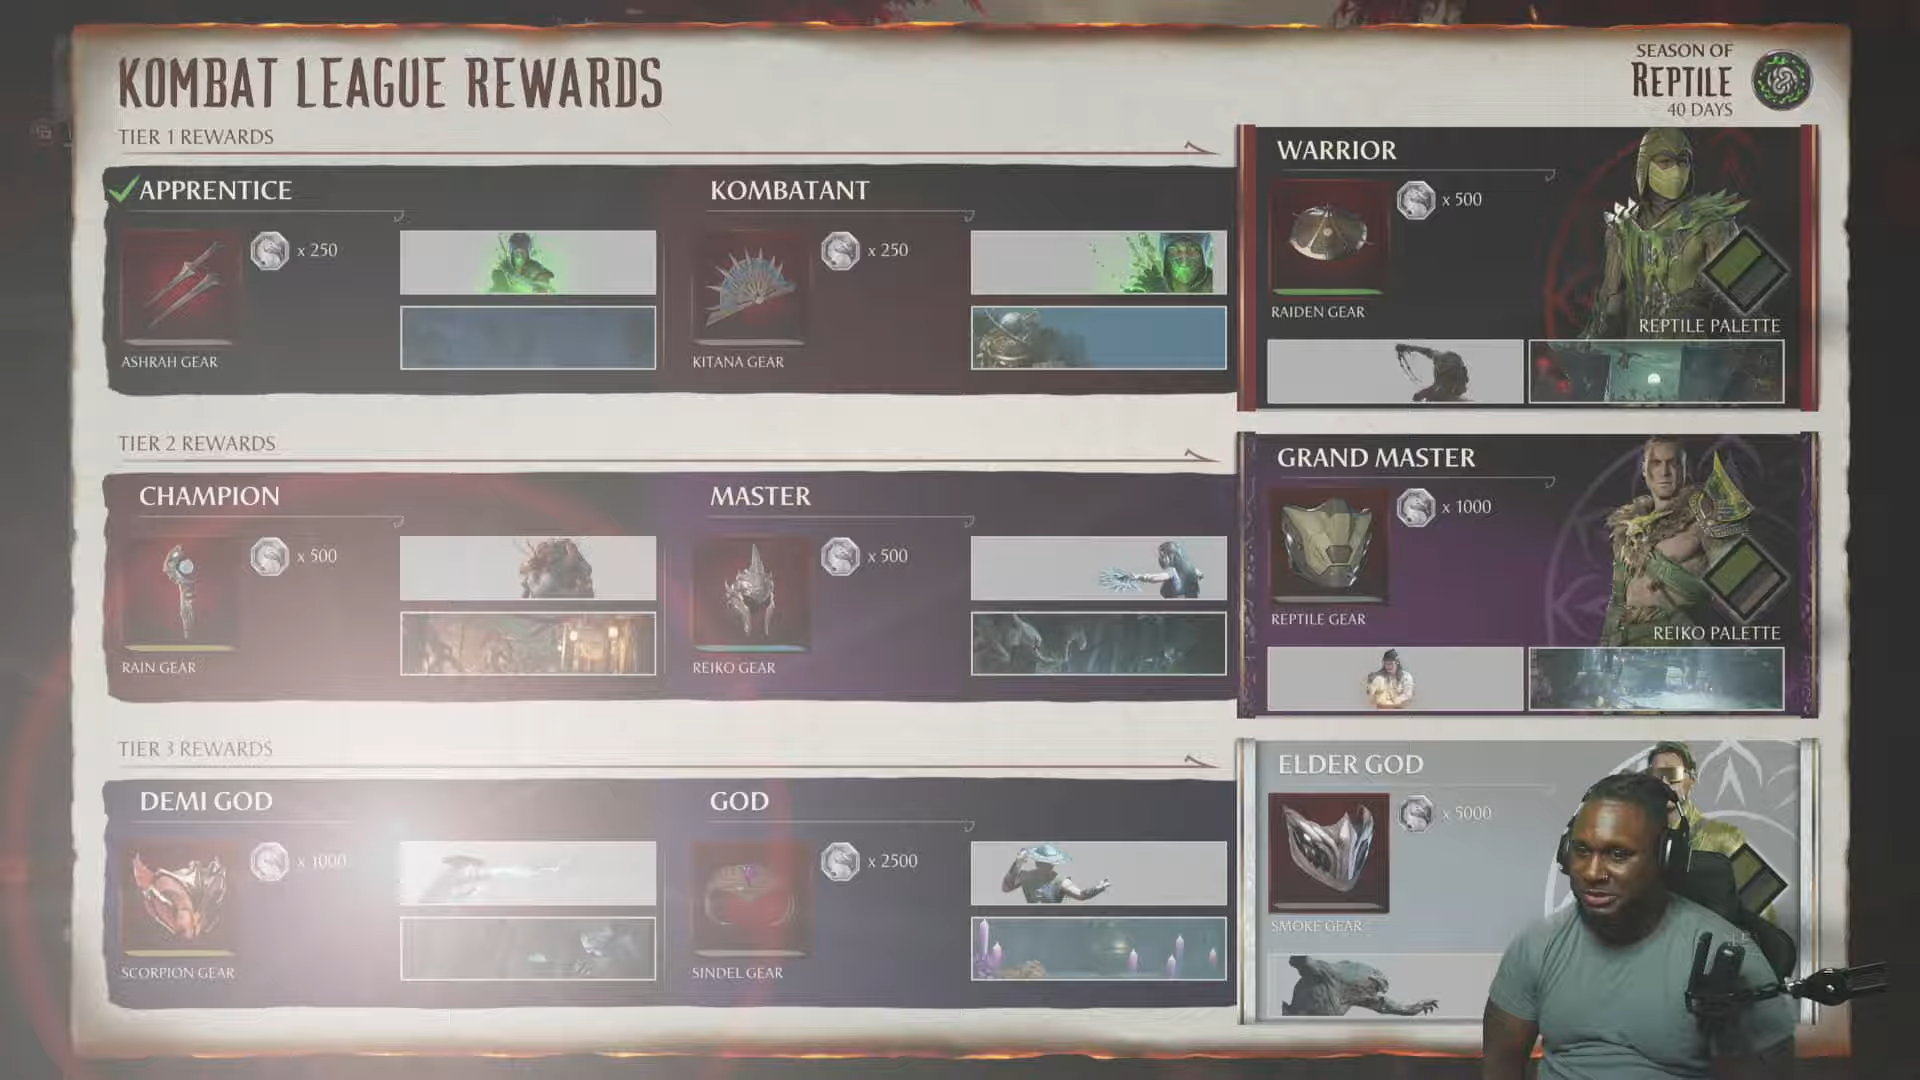 KOMBAT LEAGUE REWARDS
SEASON OF
REPTILE
40 DAYS
TIER 1 REWARDS
APPRENTICE
x 250
ASHRAH GEAR
KOMBATANT
x 250
KITANA GEAR
WARRIOR
x 500
RAIDEN GEAR
REPTILE PALETTE
TIER 2 REWARDS
CHAMPION
x 500
RAIN GEAR
MASTER
x 500
REIKO GEAR
GRAND MASTER
x 1000
REPTILE GEAR
REIKO PALETTE
TIER 3 REWARDS
DEMI GOD
x 1000
SCORPION GEAR
GOD
x 2500
SINDEL GEAR
ELDER GOD
x 5000
SMOKE GEAR